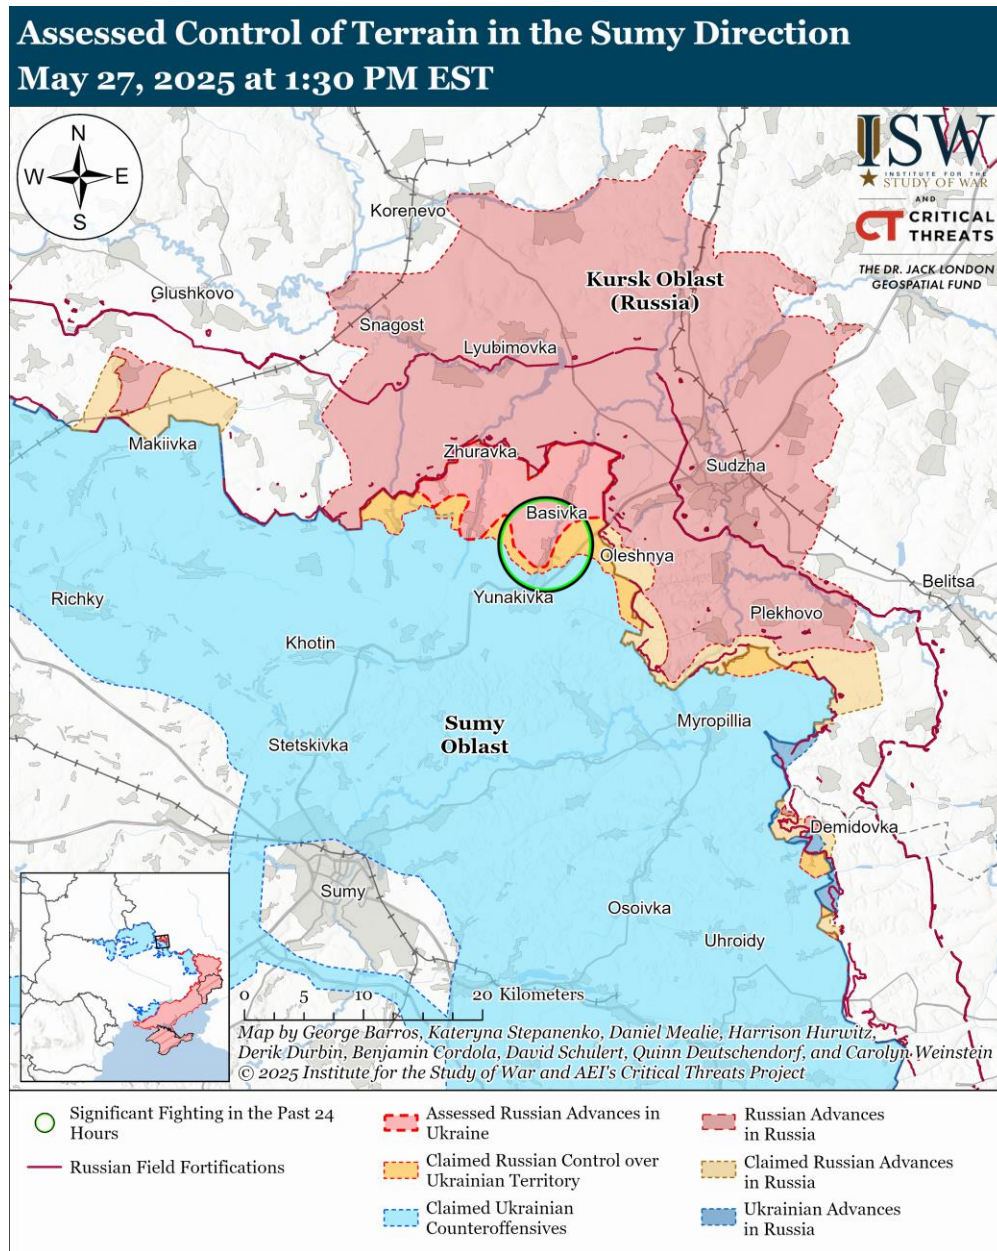 Assessed Control of Terrain in the Sumy Direction
May 27, 2025 at 1:30 PM EST
N
W E
S
ISW
INSTITUTE FOR THE
STUDY OF WAR
AND
CT CRITICAL
THREATS
THE DR. JACK LONDON
GEOSPATIAL FUND
Korenevo
Kursk Oblast
(Russia)
Glushkovo
Snagost
Lyubimovka
Makiivka
Zhuravka
Sudzha
Basivka
Oleshnya
Belitsa
Richky
Yunakivka
Plekhovo
Khotin
Myropillia
Sumy
Oblast
Stetskivka
Demidovka
Sumy
Osoivka
Uhroidy
0 5 10 20 Kilometers
Map by George Barros, Kateryna Stepanenko, Daniel Mealie, Harrison Hurwitz,
Derik Durbin, Benjamin Cordola, David Schulert, Quinn Deutschendorf, and Carolyn Weinstein
© 2025 Institute for the Study of War and AEI's Critical Threats Project
Significant Fighting in the Past 24
Hours
Russian Field Fortifications
Assessed Russian Advances in
Ukraine
Claimed Russian Control over
Ukrainian Territory
Claimed Ukrainian
Counteroffensives
Russian Advances
in Russia
Claimed Russian Advances
in Russia
Ukrainian Advances
in Russia